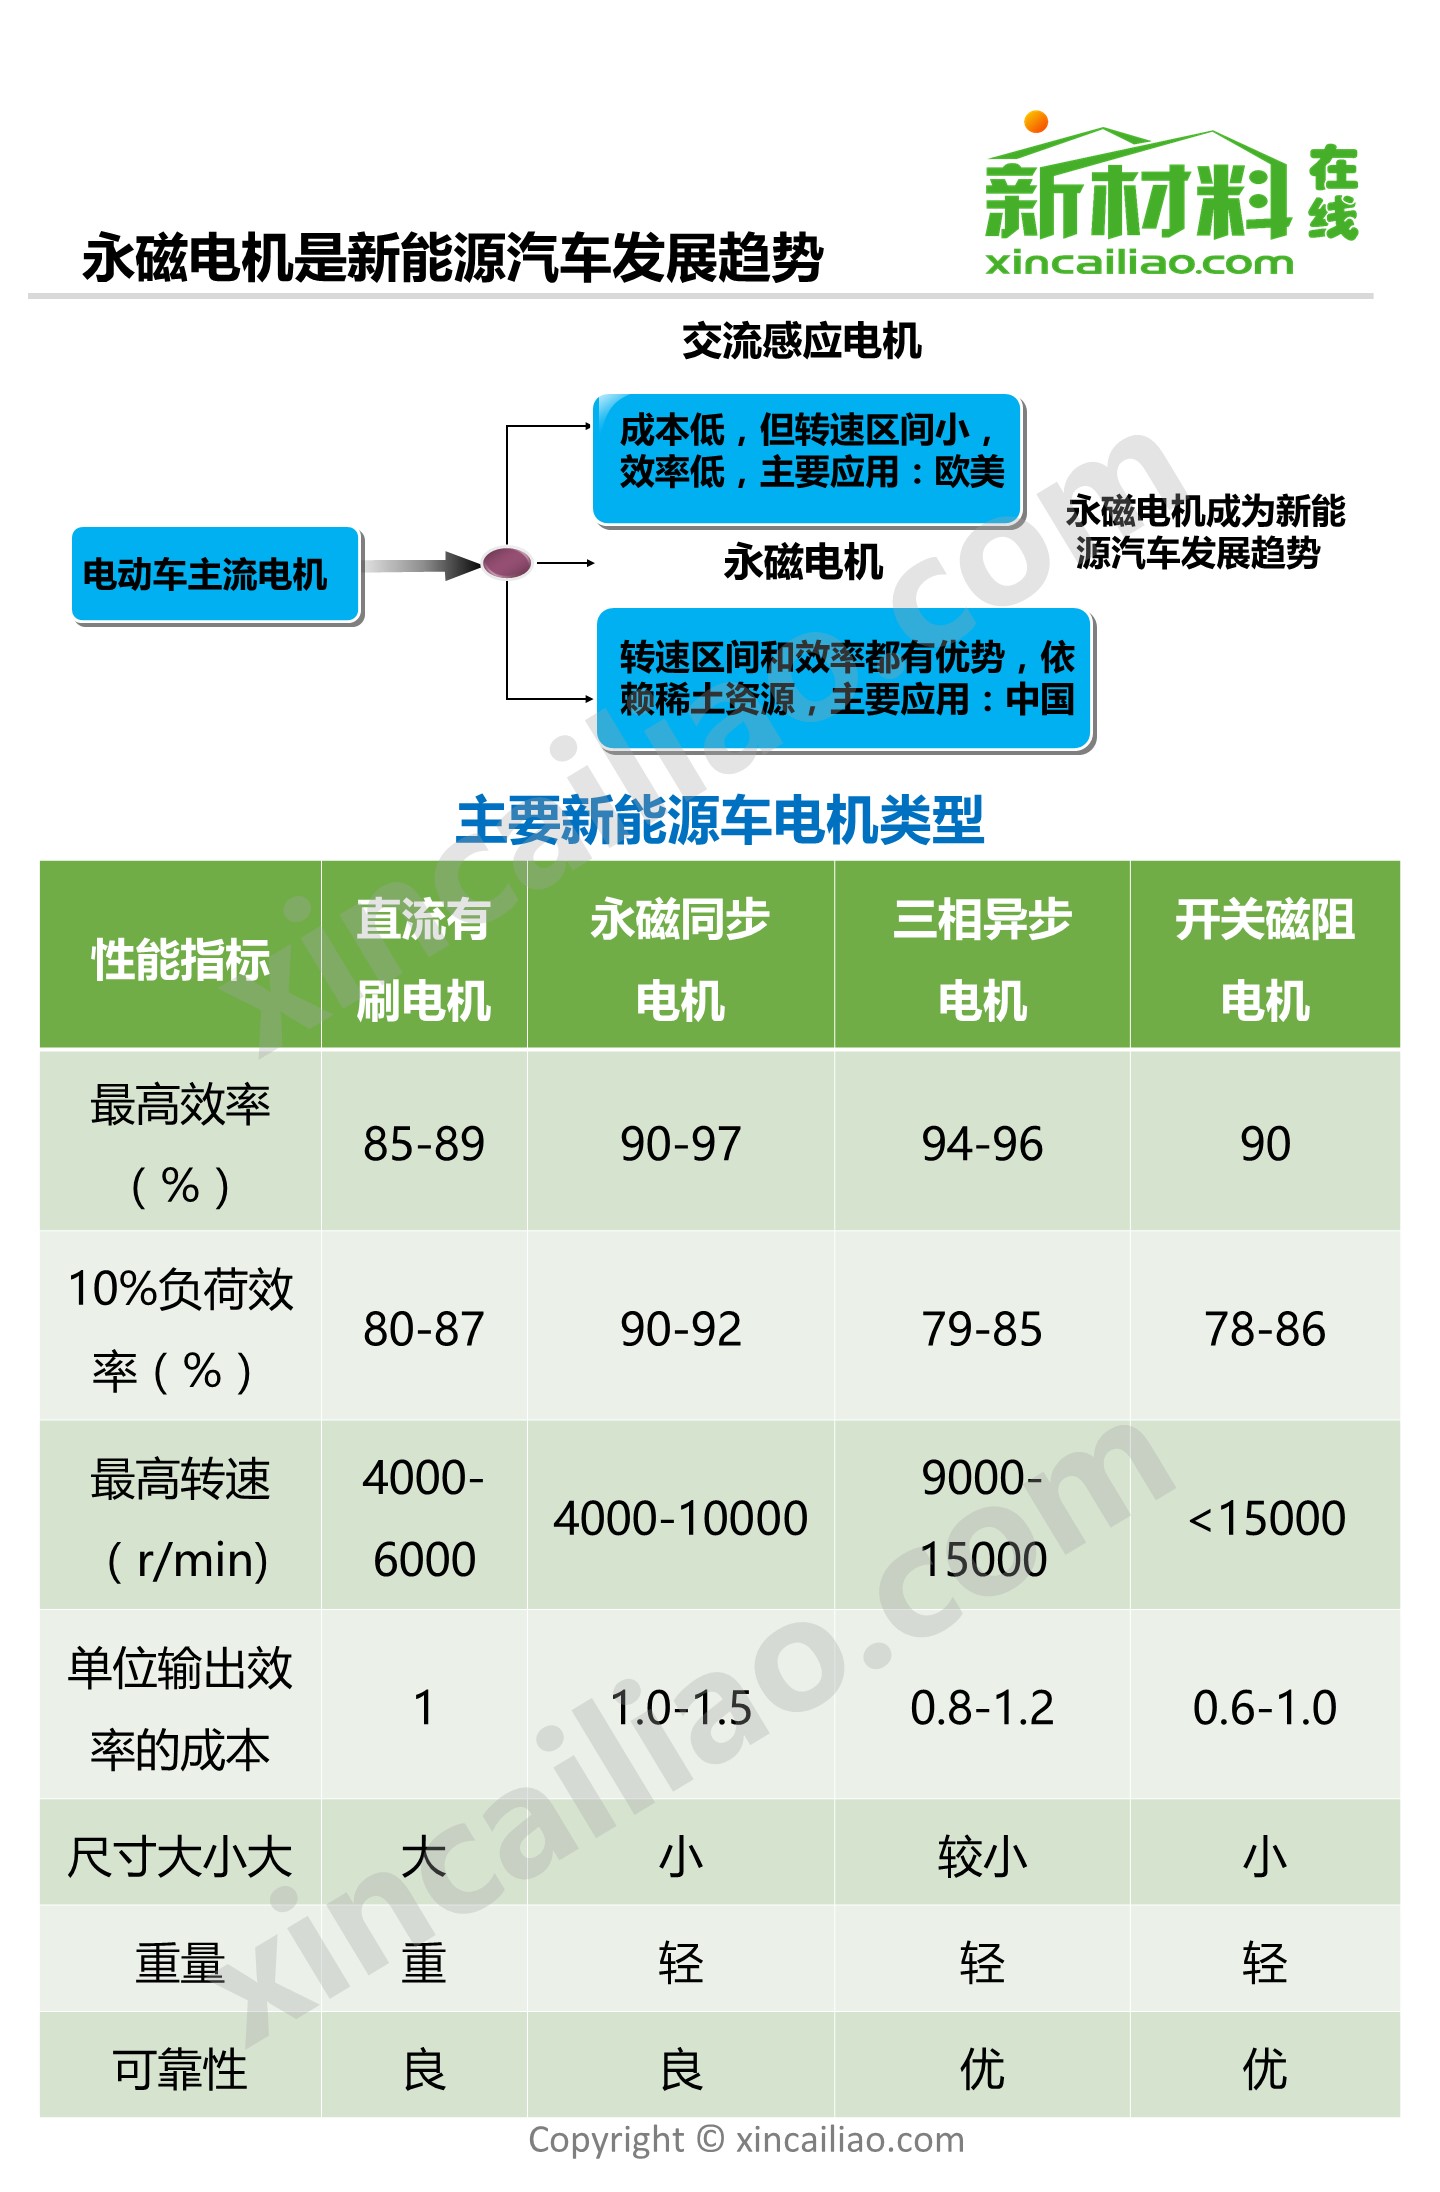 新材料在线
xincailiao.com
永磁电机是新能源汽车发展趋势
交流感应电机
成本低，但转速区间小，
效率低，主要应用：欧美
永磁电机成为新能
源汽车发展趋势
电动车主流电机
永磁电机
转速区间和效率都有优势，依
赖稀土资源，主要应用：中国
主要新能源车电机类型
性能指标
直流有
刷电机
永磁同步
电机
三相异步
电机
开关磁阻
电机
最高效率
（%）
85-89
90-97
94-96
90
10%负荷效
率（%）
80-87
90-92
79-85
78-86
最高转速
（r/min)
4000-
6000
4000-10000
9000-
15000
<15000
单位输出效
率的成本
1
1.0-1.5
0.8-1.2
0.6-1.0
尺寸大小大
大
小
较小
小
重量
重
轻
轻
轻
可靠性
良
良
优
优
xincailiao.com
xincailiao.com
Copyright © xincailiao.com